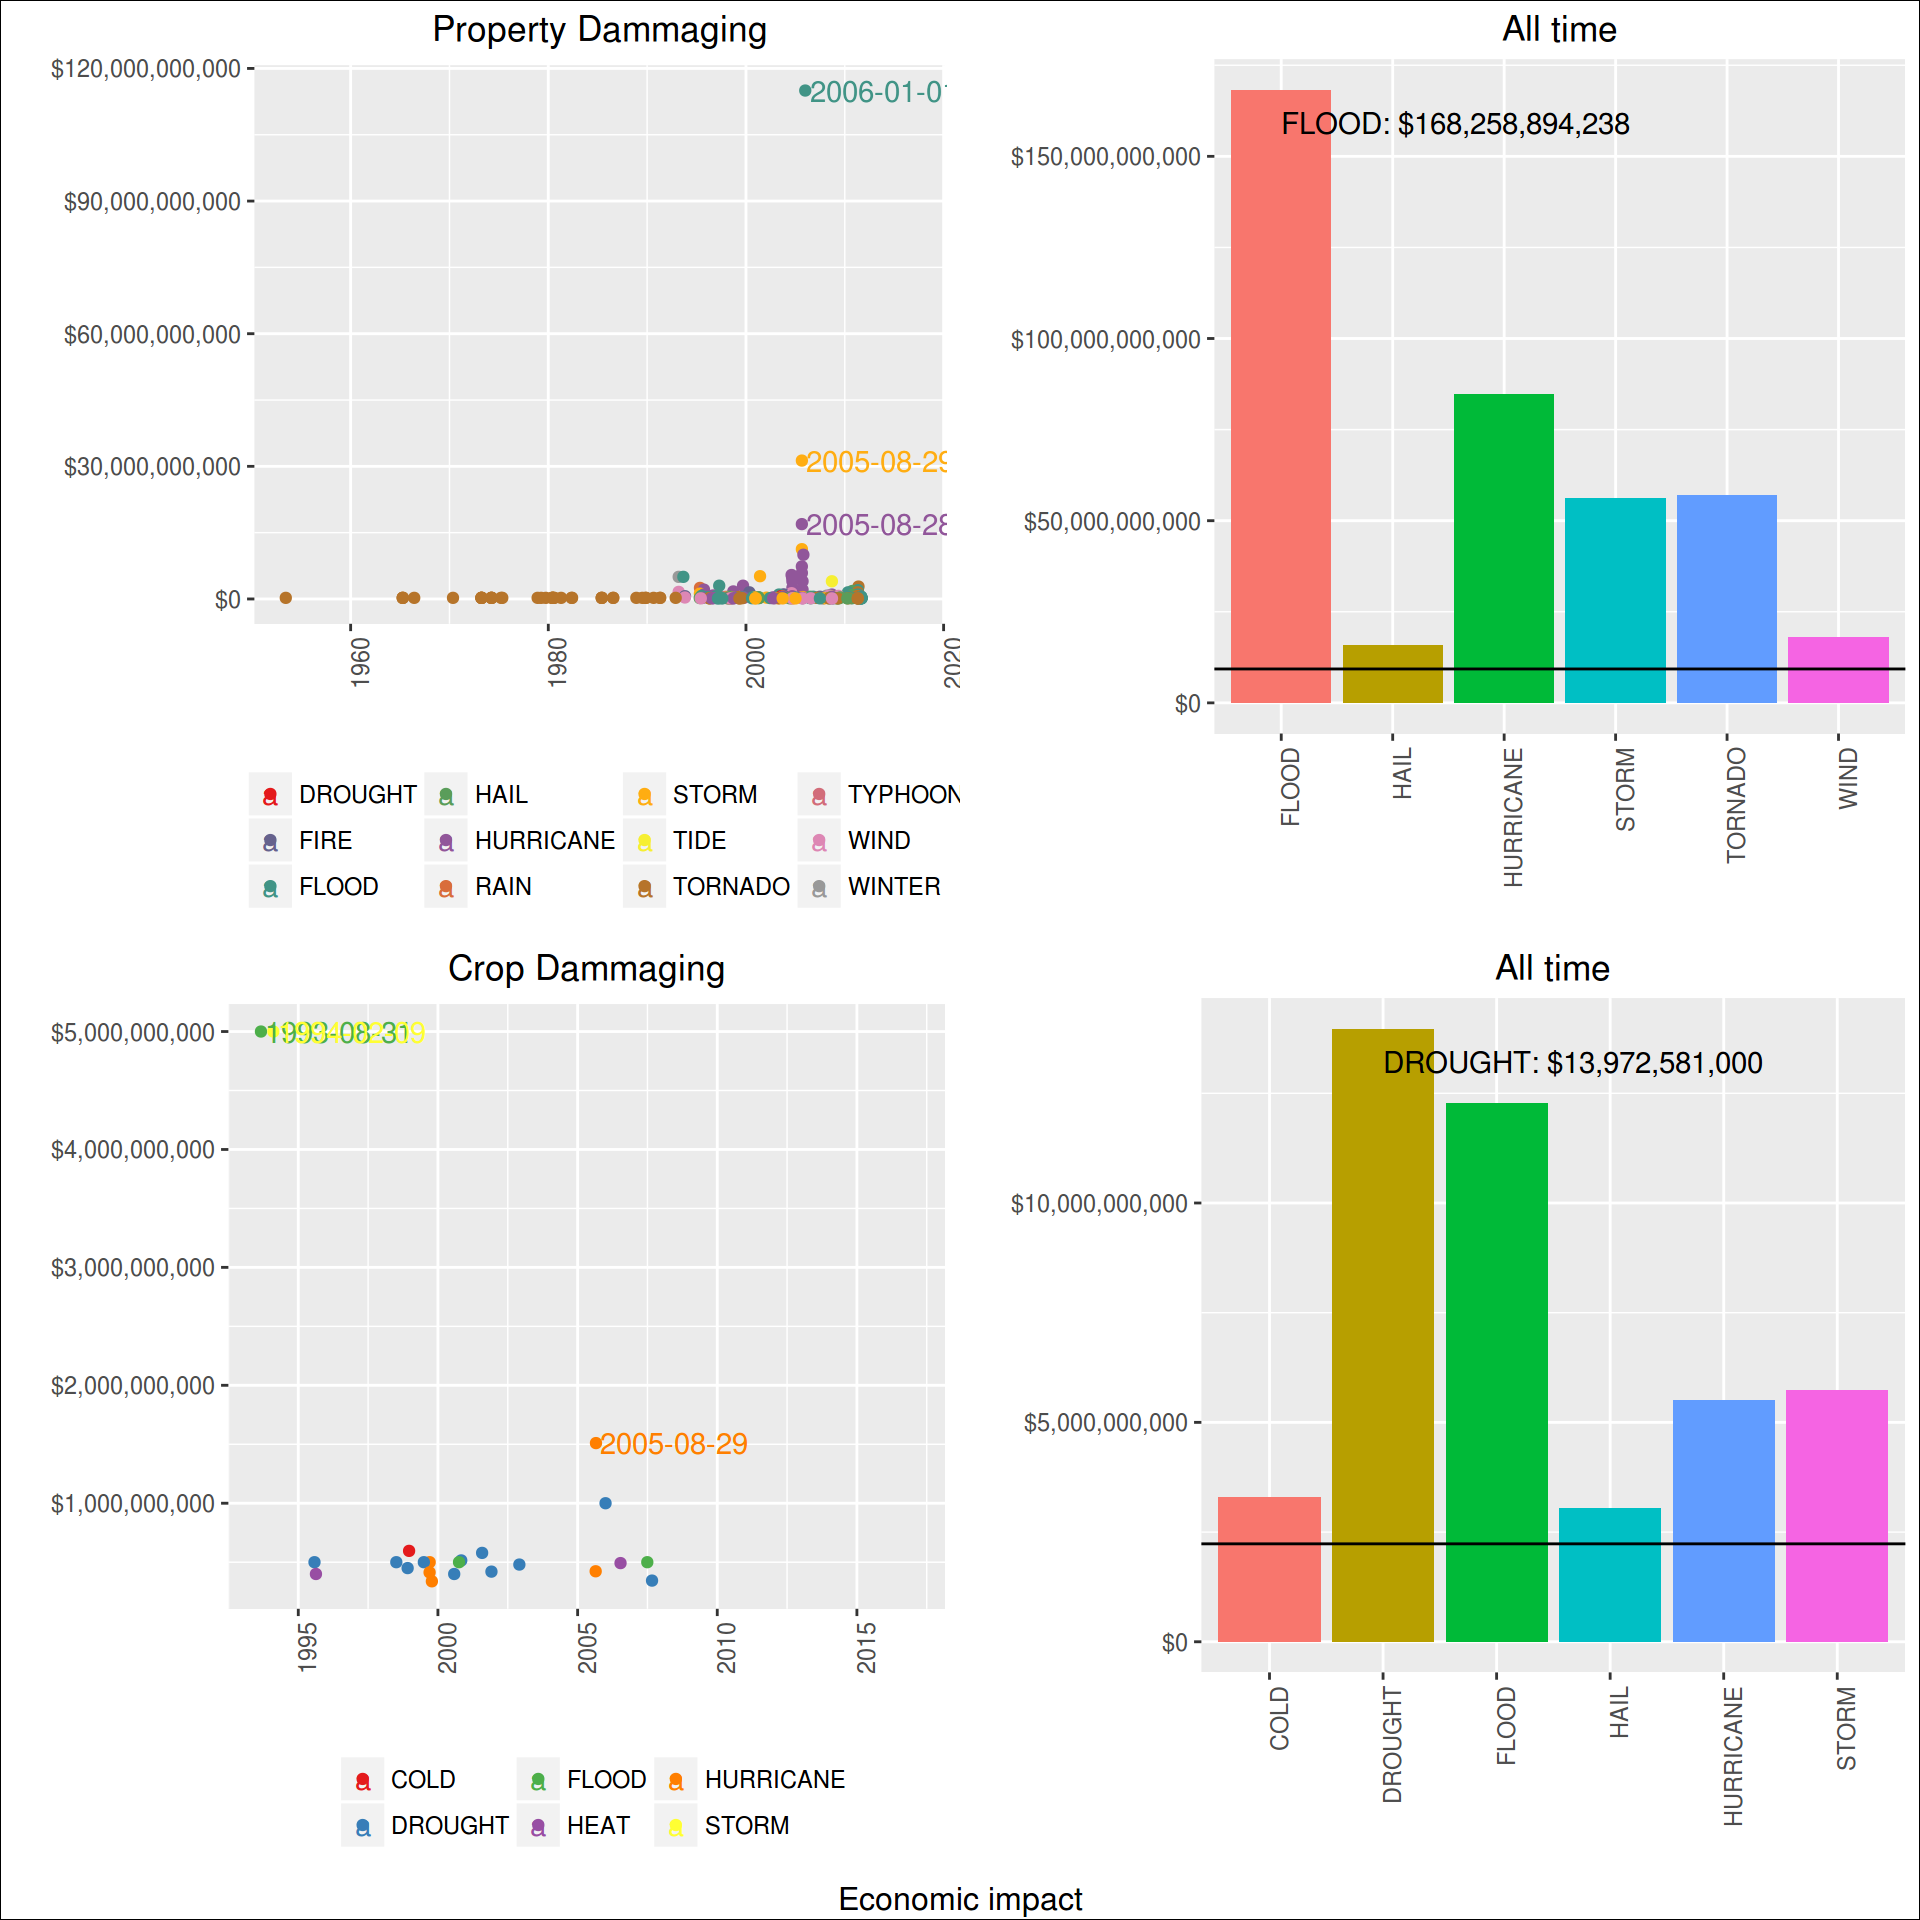 Property Dammaging
$120,000,000,000
$90,000,000,000
$60,000,000,000
$30,000,000,000
$0
2006-01-01
2005-08-29
2005-08-28
1960
1980
2000
2020
DROUGHT HAIL STORM TYPHOON
FIRE HURRICANE TIDE WIND
FLOOD RAIN TORNADO WINTER
All time
FLOOD: $168,258,894,238
$150,000,000,000
$100,000,000,000
$50,000,000,000
$0
FLOOD
HAIL
HURRICANE
STORM
TORNADO
WIND
Crop Dammaging
$5,000,000,000
$4,000,000,000
$3,000,000,000
$2,000,000,000
$1,000,000,000
1993-08-31
2005-08-29
1995
2000
2005
2010
2015
COLD FLOOD HURRICANE
DROUGHT HEAT STORM
All time
DROUGHT: $13,972,581,000
$10,000,000,000
$5,000,000,000
$0
COLD
DROUGHT
FLOOD
HAIL
HURRICANE
STORM
Economic impact